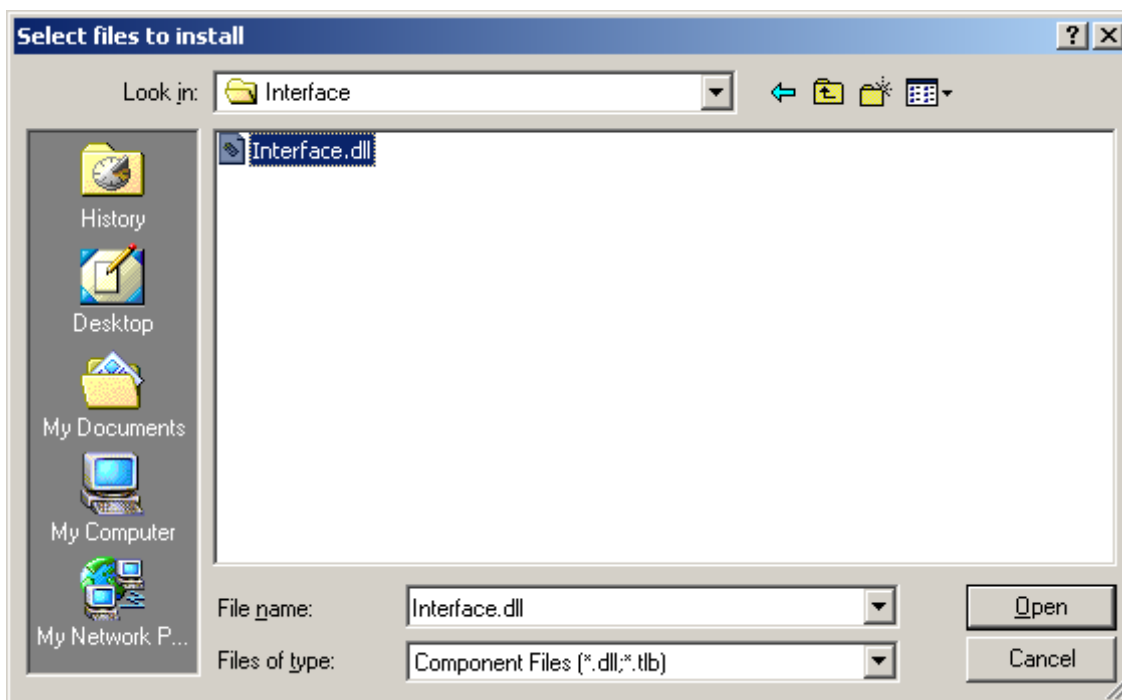 Select files to install
Look in: Interface
Interface.dll
History
Desktop
My Documents
My Computer
My Network P...
File name: Interface.dll Open
Files of type: Component Files (*.dll;*.tlb) Cancel